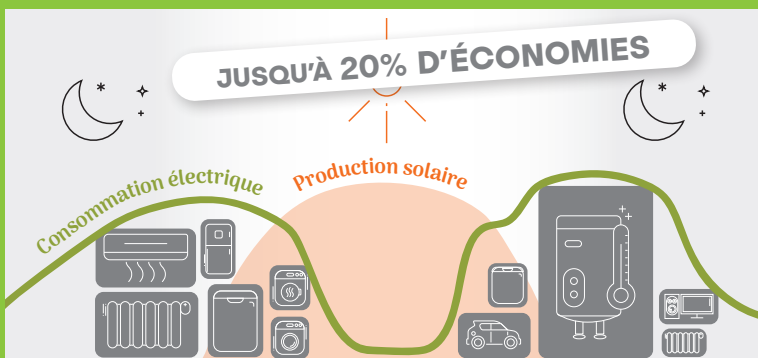 JUSQU'À 20% D'ÉCONOMIES
Consommation électrique
Production solaire